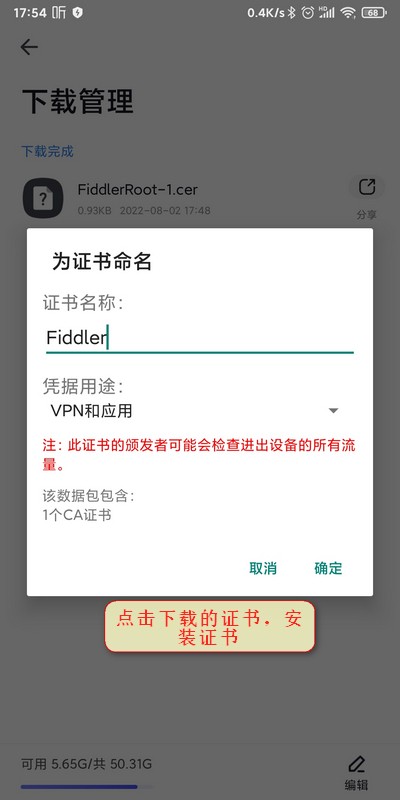 17:54 听
0.4K/s HD 68
下载管理
下载完成
FiddlerRoot-1.cer
0.93KB 2022-08-02 17:48
分享
为证书命名
证书名称：
Fiddler
凭据用途：
VPN和应用
注：此证书的颁发者可能会检查进出设备的所有流
量。
该数据包包含：
1个CA证书
取消 确定
点击下载的证书。安
装证书
可用 5.65G/共 50.31G
编辑